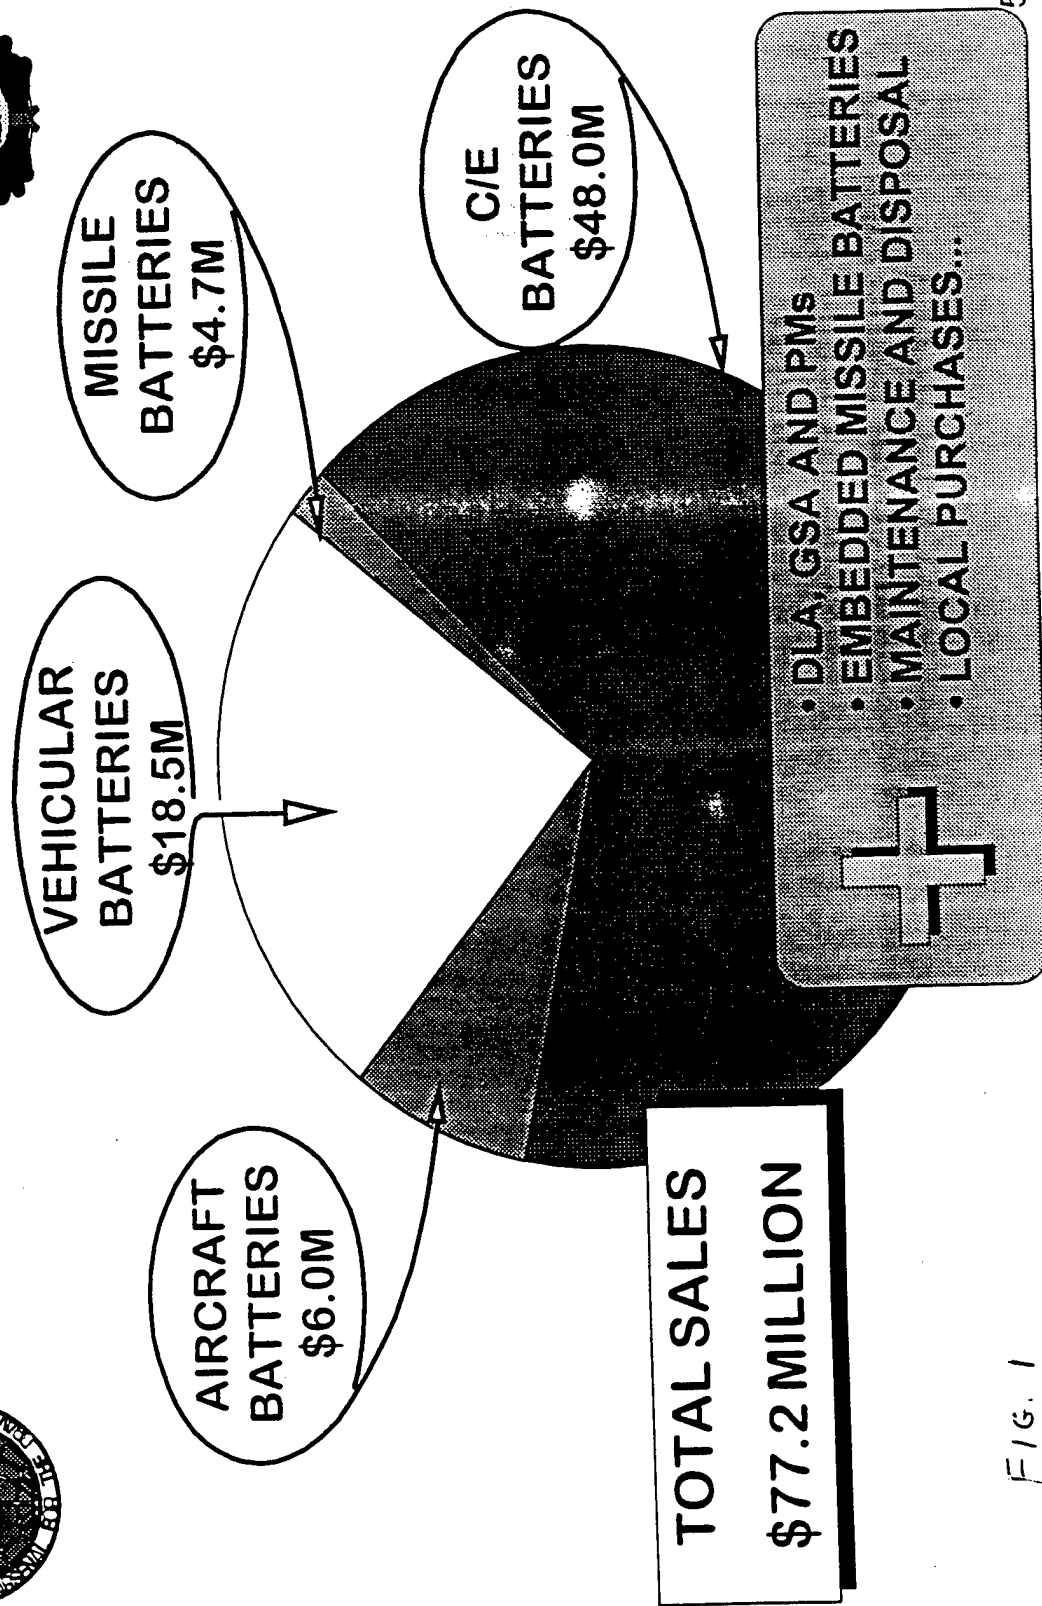 AIRCRAFT
BATTERIES
$6.0M
VEHICULAR
BATTERIES
$18.5M
MISSILE
BATTERIES
$4.7M
C/E
BATTERIES
$48.0M
TOTAL SALES
$77.2 MILLION
• DLA, GSA AND PMs
• EMBEDDED MISSILE BATTERIES
• MAINTENANCE AND DISPOSAL
• LOCAL PURCHASES...
FIG. 1